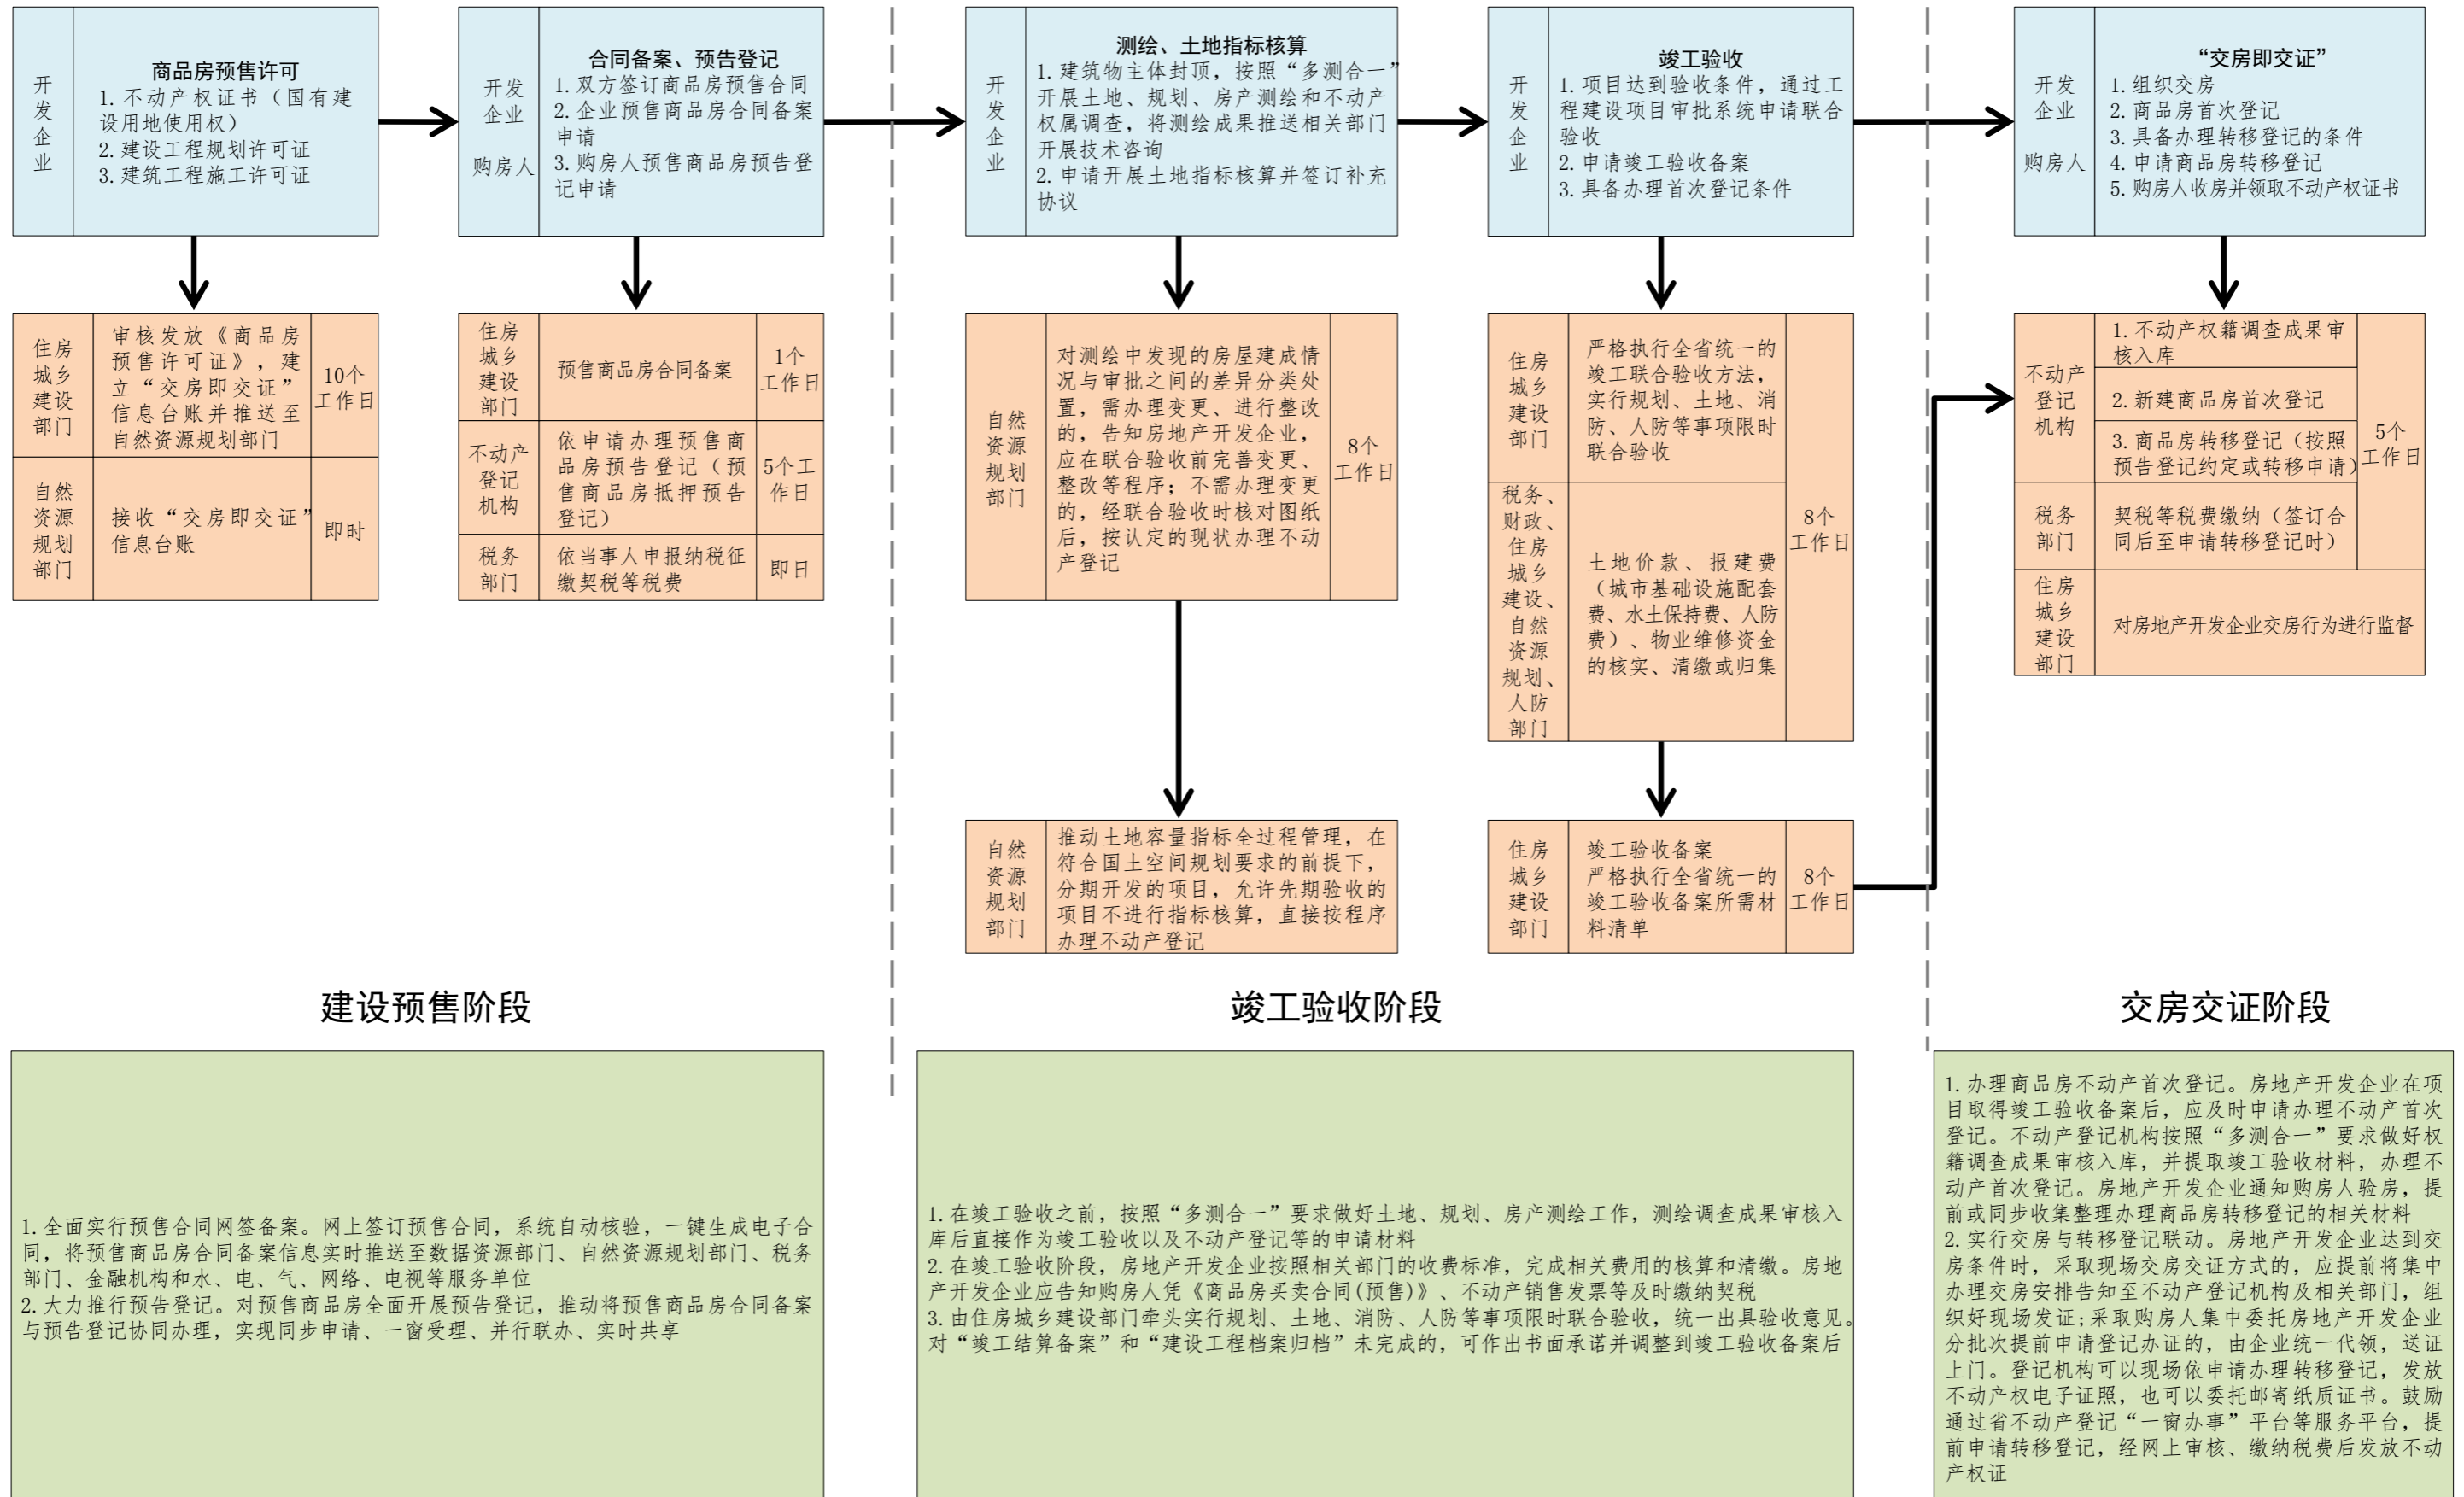 开
发
企
业
商品房预售许可
1.不动产权证书（国有建
设用地使用权）
2.建设工程规划许可证
3.建筑工程施工许可证
开发
企业
购房人
合同备案、预告登记
1.双方签订商品房预售合同
2.企业预售商品房合同备案
申请
3.购房人预售商品房预告登
记申请
开
发
企
业
测绘、土地指标核算
1.建筑物主体封顶，按照“多测合一”
开展土地、规划、房产测绘和不动产
权属调查，将测绘成果推送相关部门
开展技术咨询
2.申请开展土地指标核算并签订补充
协议
开
发
企
业
竣工验收
1.项目达到验收条件，通过工
程建设项目审批系统申请联合
验收
2.申请竣工验收备案
3.具备办理首次登记条件
开发
企业
购房人
“交房即交证”
1.组织交房
2.商品房首次登记
3.具备办理转移登记的条件
4.申请商品房转移登记
5.购房人收房并领取不动产权证书
住房
城乡
建设
部门
审核发放《商品房
预售许可证》，建
立“交房即交证”
信息台账并推送至
自然资源规划部门
10个
工作日
自然
资源
规划
部门
接收“交房即交证”
信息台账
即时
住房
城乡
建设
部门
预售商品房合同备案
1个
工作日
不动产
登记
机构
依申请办理预售商
品房预告登记（预
售商品房抵押预告
登记）
5个工
作日
税务
部门
依当事人申报纳税征
缴契税等税费
即日
自然
资源
规划
部门
对测绘中发现的房屋建成情
况与审批之间的差异分类处
置，需办理变更、进行整改
的，告知房地产开发企业，
应在联合验收前完善变更、
整改等程序；不需办理变更
的，经联合验收时核对图纸
后，按认定的现状办理不动
产登记
8个
工作日
住房
城乡
建设
部门
严格执行全省统一的
竣工联合验收方法，
实行规划、土地、消
防、人防等事项限时
联合验收
税务、
财政、
住房
城乡
建设、
自然
资源
规划、
人防
部门
土地价款、报建费
（城市基础设施配套
费、水土保持费、人防
费）、物业维修资金
的核实、清缴或归集
8个
工作日
不动产
登记
机构
1.不动产权籍调查成果审
核入库
2.新建商品房首次登记
3.商品房转移登记（按照
预告登记约定或转移申请）
5个
工作日
税务
部门
契税等税费缴纳（签订合
同后至申请转移登记时）
住房
城乡
建设
部门
对房地产开发企业交房行为进行监督
自然
资源
规划
部门
推动土地容量指标全过程管理，在
符合国土空间规划要求的前提下，
分期开发的项目，允许先期验收的
项目不进行指标核算，直接按程序
办理不动产登记
住房
城乡
建设
部门
竣工验收备案
严格执行全省统一的
竣工验收备案所需材
料清单
8个
工作日
建设预售阶段
竣工验收阶段
交房交证阶段
1.全面实行预售合同网签备案。网上签订预售合同，系统自动核验，一键生成电子合
同，将预售商品房合同备案信息实时推送至数据资源部门、自然资源规划部门、税务
部门、金融机构和水、电、气、网络、电视等服务单位
2.大力推行预告登记。对预售商品房全面开展预告登记，推动将预售商品房合同备案
与预告登记协同办理，实现同步申请、一窗受理、并行联办、实时共享
1.在竣工验收之前，按照“多测合一”要求做好土地、规划、房产测绘工作，测绘调查成果审核入
库后直接作为竣工验收以及不动产登记等的申请材料
2.在竣工验收阶段，房地产开发企业按照相关部门的收费标准，完成相关费用的核算和清缴。房地
产开发企业应告知购房人凭《商品房买卖合同(预售)》、不动产销售发票等及时缴纳契税
3.由住房城乡建设部门牵头实行规划、土地、消防、人防等事项限时联合验收，统一出具验收意见。
对“竣工结算备案”和“建设工程档案归档”未完成的，可作出书面承诺并调整到竣工验收备案后
1.办理商品房不动产首次登记。房地产开发企业在项
目取得竣工验收备案后，应及时申请办理不动产首次
登记。不动产登记机构按照“多测合一”要求做好权
籍调查成果审核入库，并提取竣工验收材料，办理不
动产首次登记。房地产开发企业通知购房人验房，提
前或同步收集整理办理商品房转移登记的相关材料
2.实行交房与转移登记联动。房地产开发企业达到交
房条件时，采取现场交房交证方式的，应提前将集中
办理交房安排告知至不动产登记机构及相关部门，组
织好现场发证;采取购房人集中委托房地产开发企业
分批次提前申请登记办证的，由企业统一代领，送证
上门。登记机构可以现场依申请办理转移登记，发放
不动产权电子证照，也可以委托邮寄纸质证书。鼓励
通过省不动产登记“一窗办事”平台等服务平台，提
前申请转移登记，经网上审核、缴纳税费后发放不动
产权证